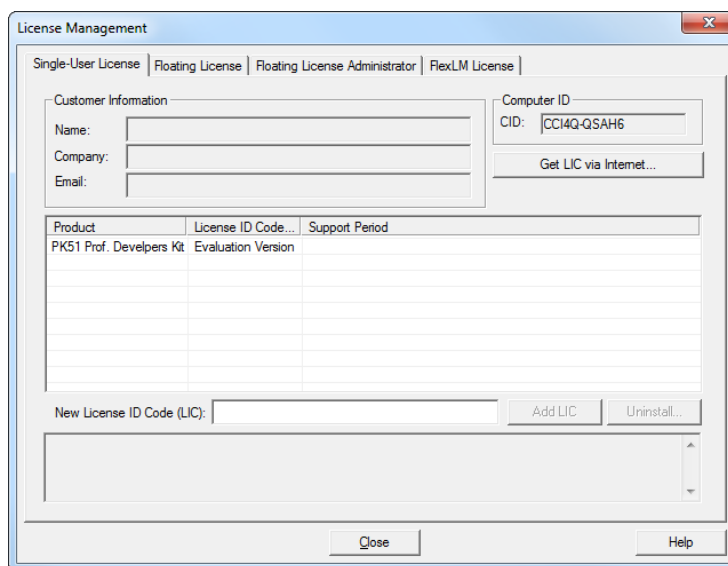 License Management
Single-User License Floating License Floating License Administrator FlexLM License
Customer Information
Name:
Company:
Email:
Computer ID
CID: CCI4Q-QSAH6
Get LIC via Internet...
Product License ID Code... Support Period
PK51 Prof. Develpers Kit Evaluation Version
New License ID Code (LIC): Add LIC Uninstall...
Close Help